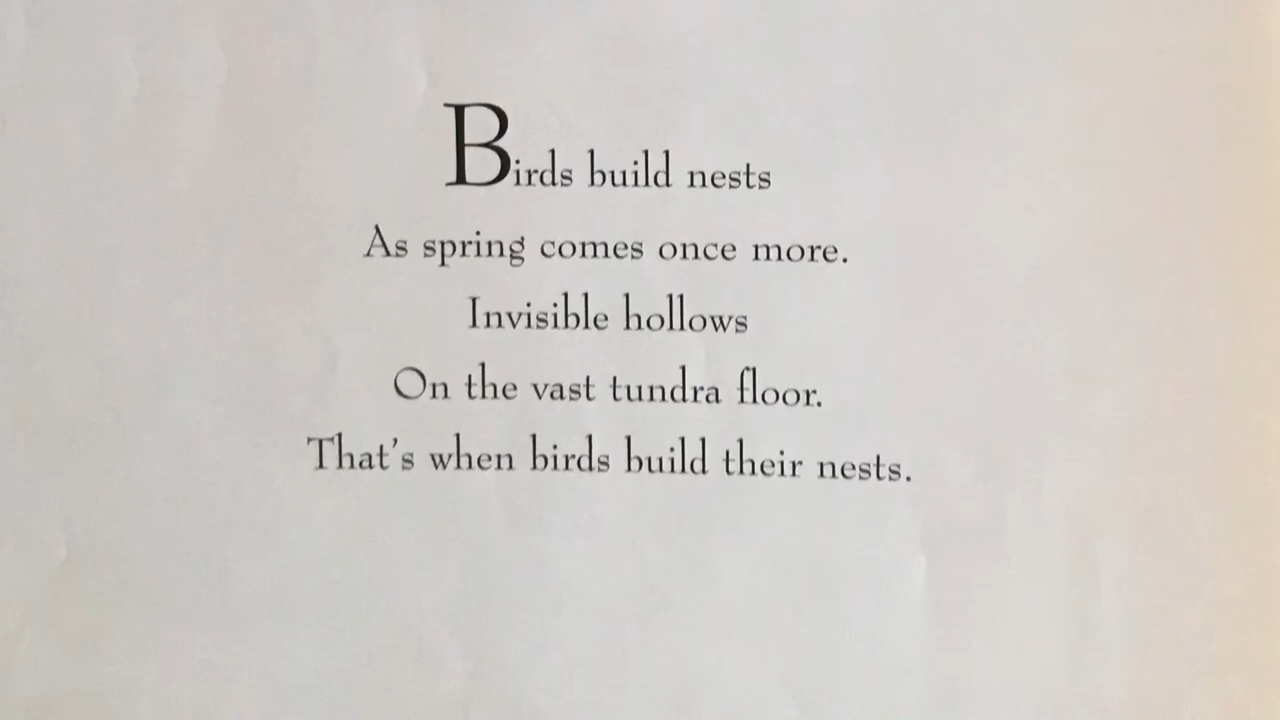 Birds build nests
As spring comes once more.
Invisible hollows
On the vast tundra floor.
That's when birds build their nests.